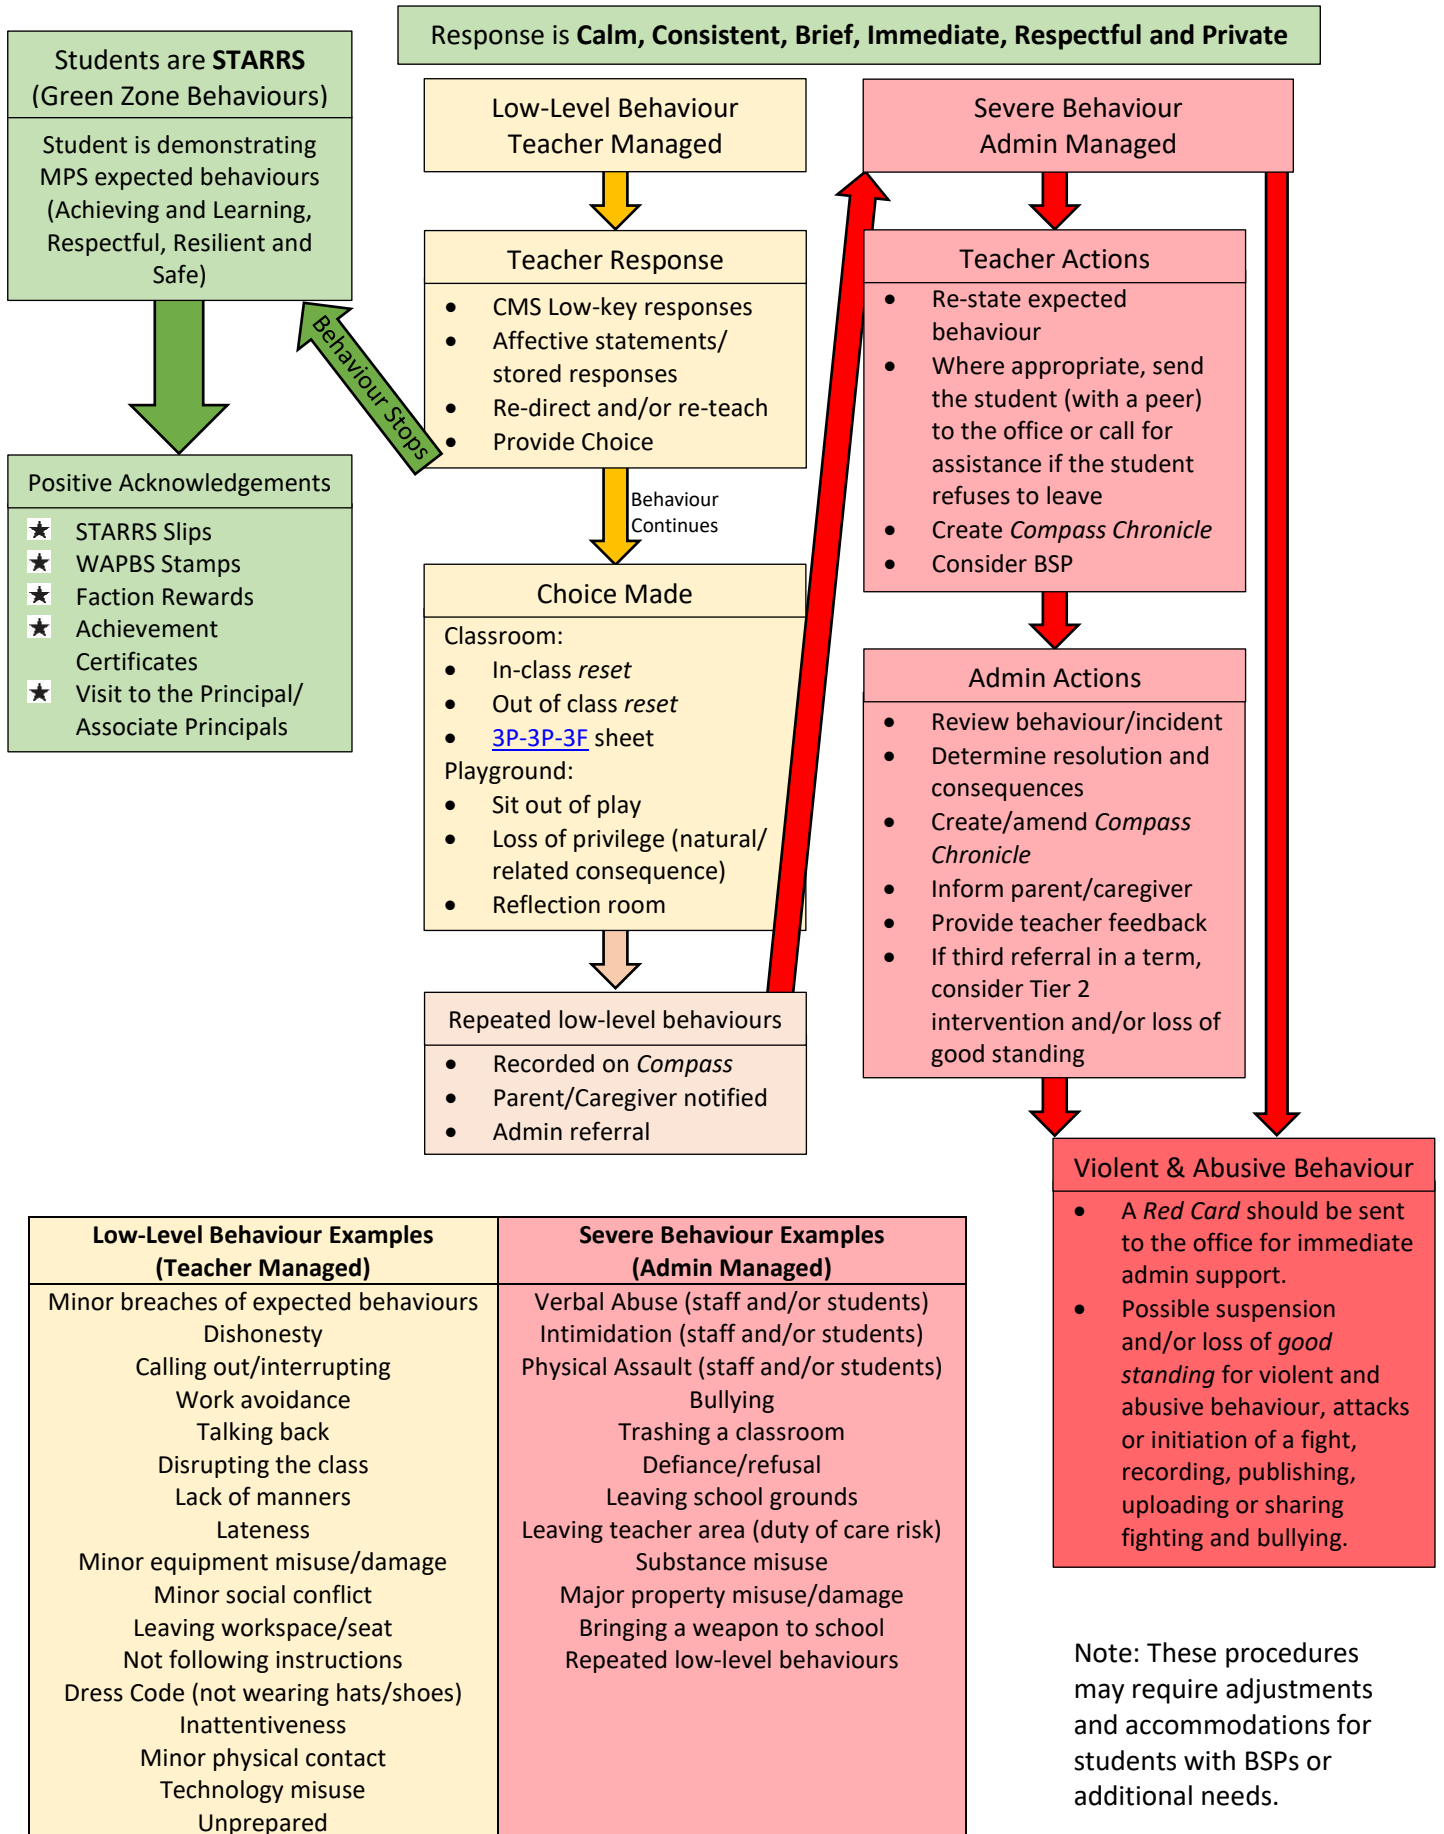 Response is Calm, Consistent, Brief, Immediate, Respectful and Private
Students are STARRS
(Green Zone Behaviours)
Student is demonstrating
MPS expected behaviours
(Achieving and Learning,
Respectful, Resilient and
Safe)
Positive Acknowledgements
STARRS Slips
WAPBS Stamps
Faction Rewards
Achievement
Certificates
Visit to the Principal/
Associate Principals
Behaviour Stops
Low-Level Behaviour
Teacher Managed
Teacher Response
• CMS Low-key responses
• Affective statements/
stored responses
• Re-direct and/or re-teach
• Provide Choice
Behaviour
Continues
Choice Made
Classroom:
• In-class reset
• Out of class reset
• 3P-3P-3F sheet
Playground:
• Sit out of play
• Loss of privilege (natural/
related consequence)
• Reflection room
Repeated low-level behaviours
• Recorded on Compass
• Parent/Caregiver notified
• Admin referral
Severe Behaviour
Admin Managed
Teacher Actions
• Re-state expected
behaviour
• Where appropriate, send
the student (with a peer)
to the office or call for
assistance if the student
refuses to leave
• Create Compass Chronicle
• Consider BSP
Admin Actions
• Review behaviour/incident
• Determine resolution and
consequences
• Create/amend Compass
Chronicle
• Inform parent/caregiver
• Provide teacher feedback
• If third referral in a term,
consider Tier 2
intervention and/or loss of
good standing
Violent & Abusive Behaviour
• A Red Card should be sent
to the office for immediate
admin support.
• Possible suspension
and/or loss of good
standing for violent and
abusive behaviour, attacks
or initiation of a fight,
recording, publishing,
uploading or sharing
fighting and bullying.
Low-Level Behaviour Examples
(Teacher Managed)
Minor breaches of expected behaviours
Dishonesty
Calling out/interrupting
Work avoidance
Talking back
Disrupting the class
Lack of manners
Lateness
Minor equipment misuse/damage
Minor social conflict
Leaving workspace/seat
Not following instructions
Dress Code (not wearing hats/shoes)
Inattentiveness
Minor physical contact
Technology misuse
Unprepared
Severe Behaviour Examples
(Admin Managed)
Verbal Abuse (staff and/or students)
Intimidation (staff and/or students)
Physical Assault (staff and/or students)
Bullying
Trashing a classroom
Defiance/refusal
Leaving school grounds
Leaving teacher area (duty of care risk)
Substance misuse
Major property misuse/damage
Bringing a weapon to school
Repeated low-level behaviours
Note: These procedures
may require adjustments
and accommodations for
students with BSPs or
additional needs.